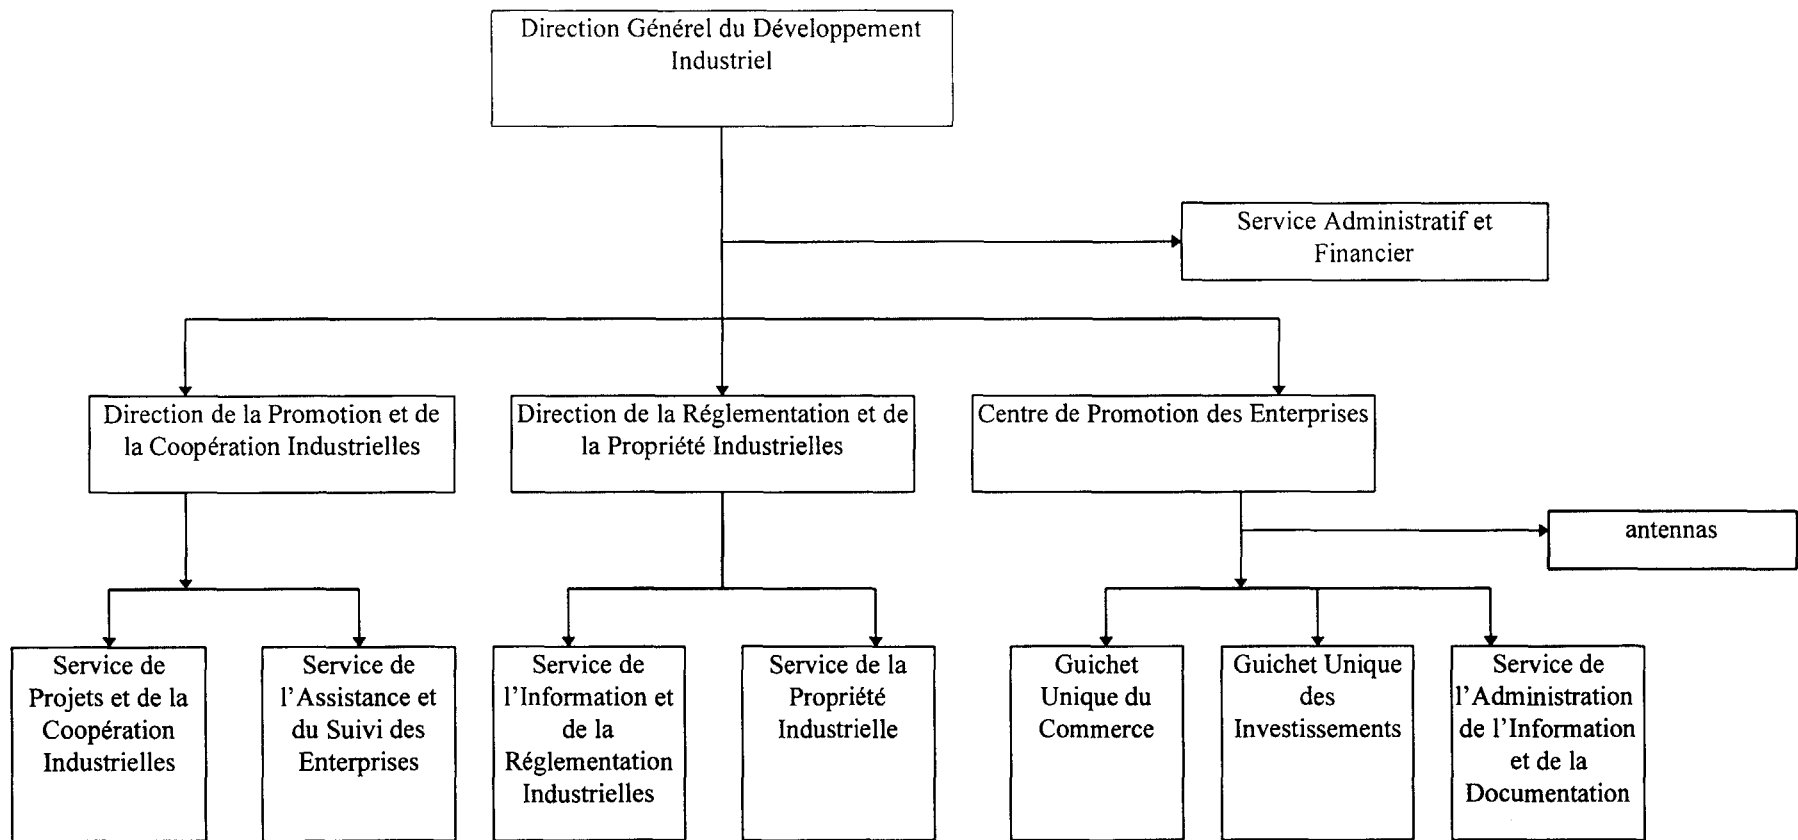 Direction Générel du Développement
Industriel
Service Administratif et
Financier
Direction de la Promotion et de
la Coopération Industrielles
Direction de la Réglementation et de
la Propriété Industrielles
Centre de Promotion des Enterprises
antennas
Service de
Projets et de la
Coopération
Industrielles
Service de
l'Assistance et
du Suivi des
Enterprises
Service de
l'Information et
de la
Réglementation
Industrielles
Service de la
Propriété
Industrielle
Guichet
Unique du
Commerce
Guichet Unique
des
Investissements
Service de
l'Administration
de l'Information
et de la
Documentation